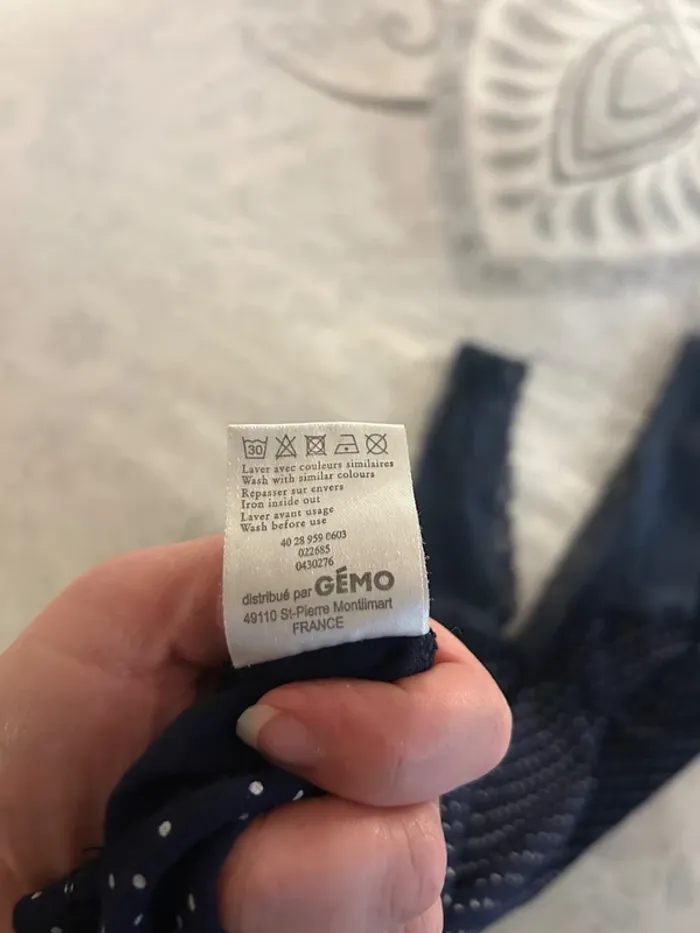 30
Laver avec couleurs similaires
Wash with similar colours
Repasser sur envers
Iron inside out
Laver avant usage
Wash before use
40 28 959 0603
022685
0430276
distribué par GÉMO
49110 St-Pierre Montlimart
FRANCE